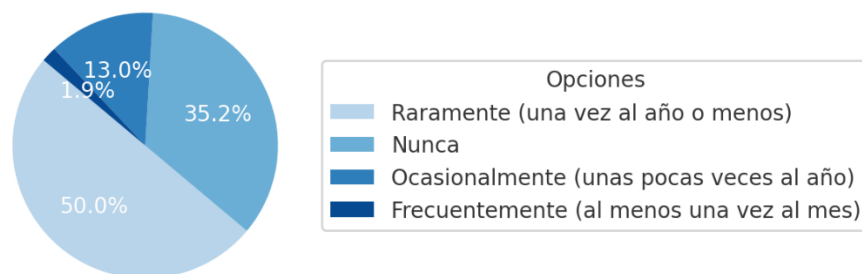 13.0%
1.9%
35.2%
50.0%
Opciones
Raramente (una vez al año o menos)
Nunca
Ocasionalmente (unas pocas veces al año)
Frecuentemente (al menos una vez al mes)